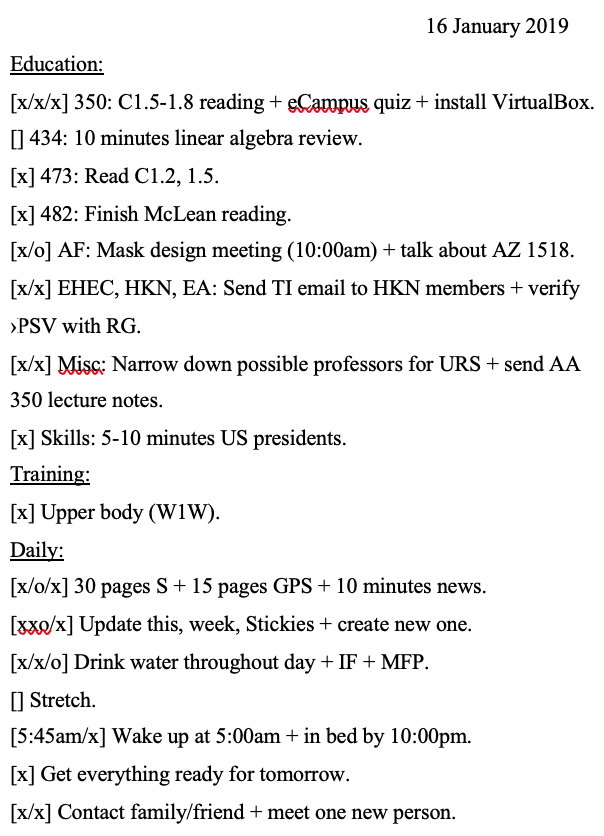 16 January 2019
Education:
[x/x/x] 350: C1.5-1.8 reading + eCampus quiz + install VirtualBox.
[] 434: 10 minutes linear algebra review.
[x] 473: Read C1.2, 1.5.
[x] 482: Finish McLean reading.
[x/o] AF: Mask design meeting (10:00am) + talk about AZ 1518.
[x/x] EHEC, HKN, EA: Send TI email to HKN members + verify
›PSV with RG.
[x/x] Misc: Narrow down possible professors for URS + send AA
350 lecture notes.
[x] Skills: 5-10 minutes US presidents.
Training:
[x] Upper body (W1W).
Daily:
[x/o/x] 30 pages S + 15 pages GPS + 10 minutes news.
[xxo/x] Update this, week, Stickies + create new one.
[x/x/o] Drink water throughout day + IF + MFP.
[] Stretch.
[5:45am/x] Wake up at 5:00am + in bed by 10:00pm.
[x] Get everything ready for tomorrow.
[x/x] Contact family/friend + meet one new person.